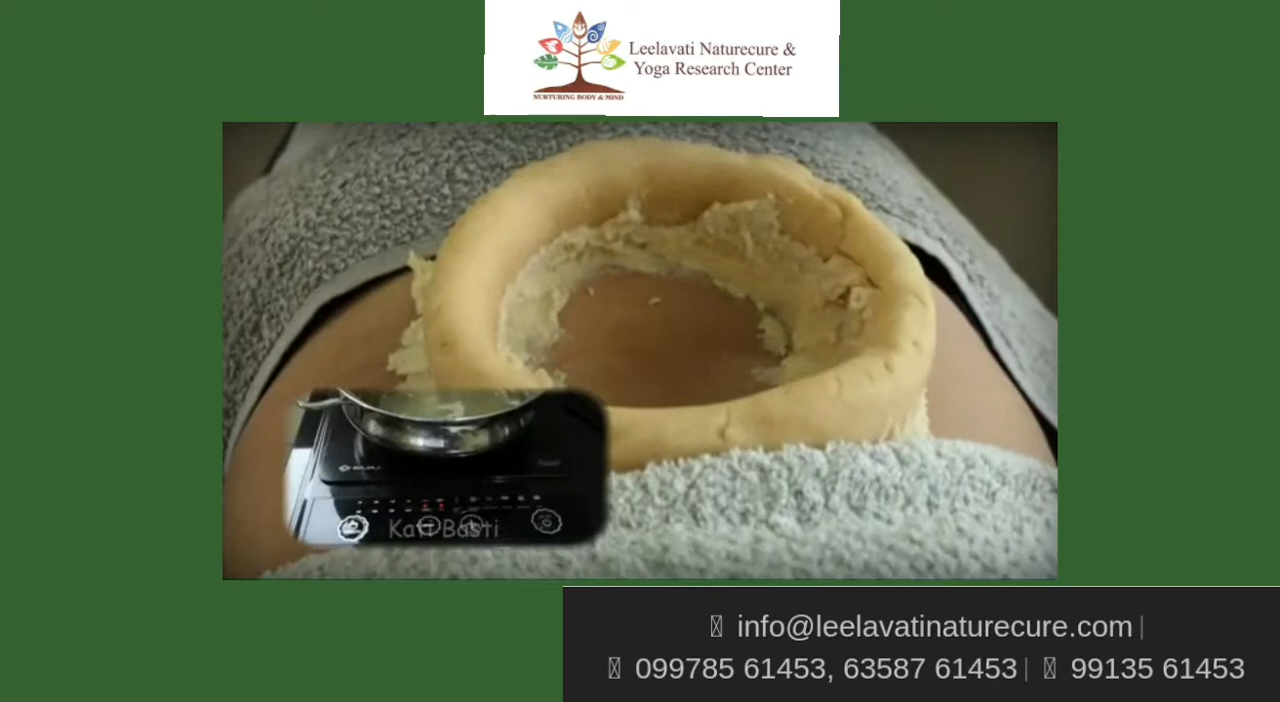 Leelavati Naturecure &
Yoga Research Center
NURTURING BODY & MIND
BAJAJ
Kati Basti
info@leelavatinaturecure.com |
099785 61453, 63587 61453 | 99135 61453